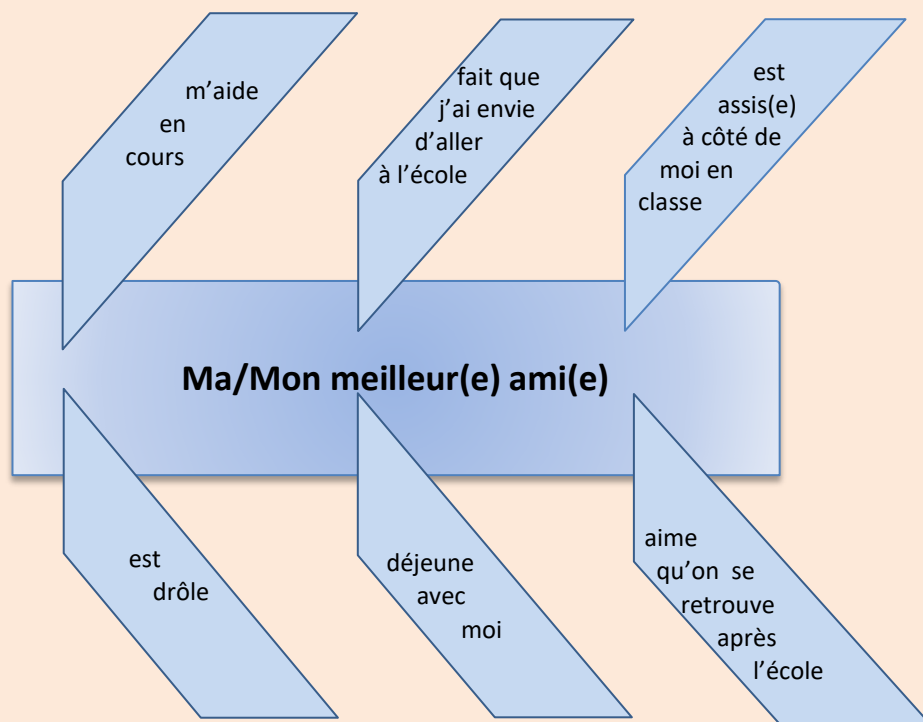 m’aide
en
cours
fait que
j’ai envie
d’aller
à l’école
est
assis(e)
à côté de
moi en
classe
Ma/Mon meilleur(e) ami(e)
est
drôle
déjeune
avec
moi
aime
qu’on se
retrouve
après
l’école